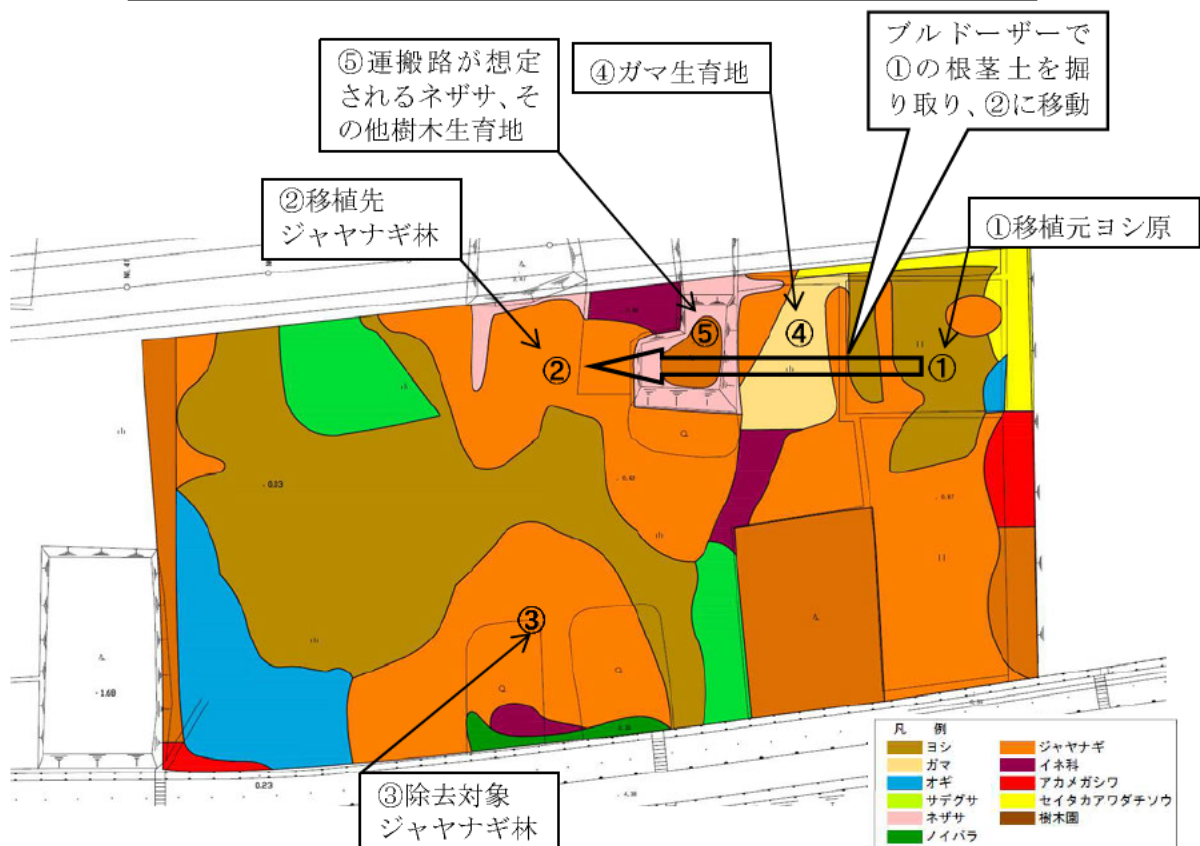 ⑤運搬路が想定
されるネザサ、そ
の他樹木生育地
④ガマ生育地
ブルドーザーで
①の根茎土を掘
り取り、②に移動
②移植先
ジャヤナギ林
①移植元ヨシ原
⑤
④
②
①
-0.33
③
-1.68
0.23
③除去対象
ジャヤナギ林
凡 例
ヨシ
ガマ
オギ
サデグサ
ネザサ
ノイバラ
ジャヤナギ
イネ科
アカメガシワ
セイタカアワダチソウ
樹木園